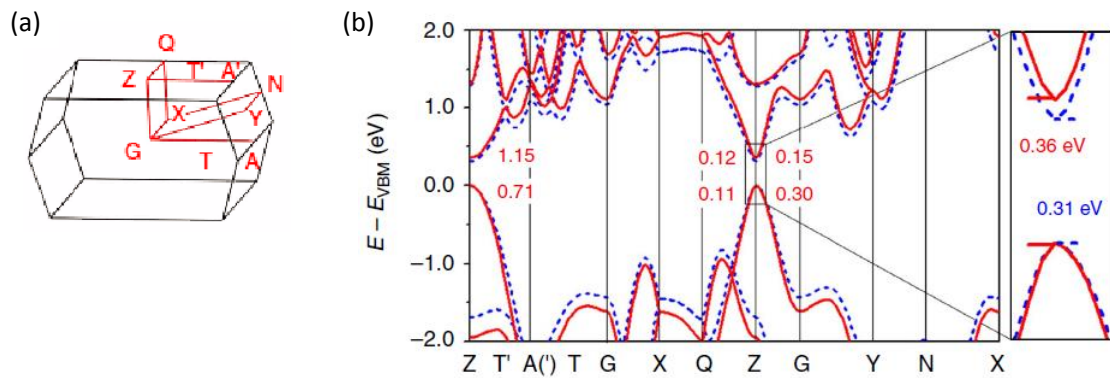 (a)
Q
Z T' A' N
X Y
G T A
(b)
E − E_VBM (eV)
2.0
1.0
0.0
−1.0
−2.0
1.15
0.71
0.12
0.11
0.15
0.30
Z T' A(') T G X Q Z G Y N X
0.36 eV
0.31 eV